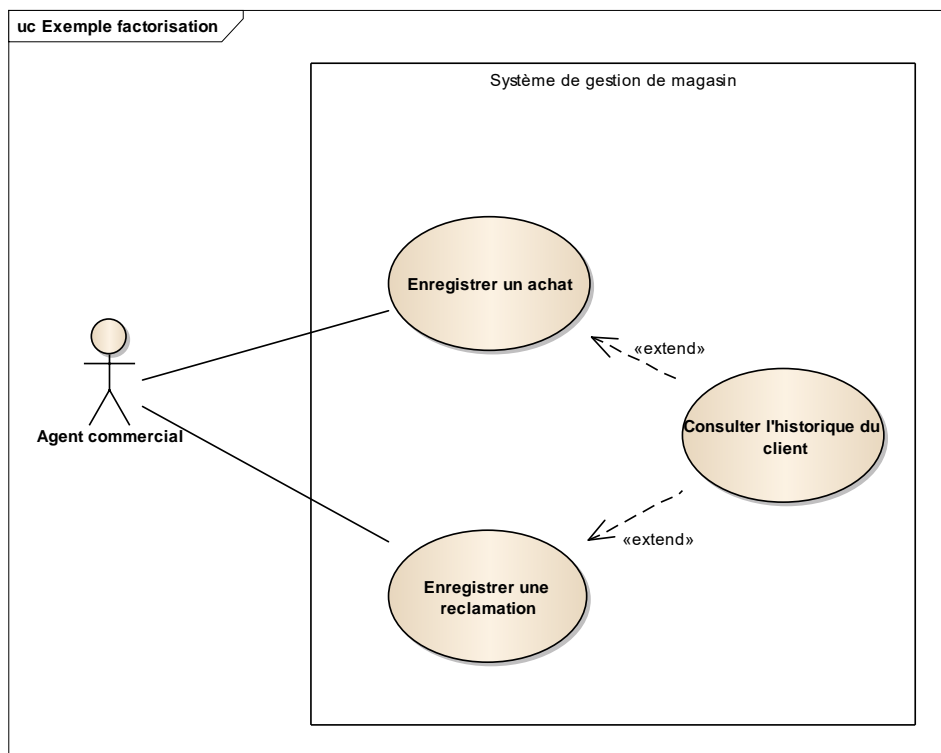 uc Exemple factorisation
Système de gestion de magasin
Enregistrer un achat
«extend»
Agent commercial
Consulter l'historique du
client
«extend»
Enregistrer une
reclamation